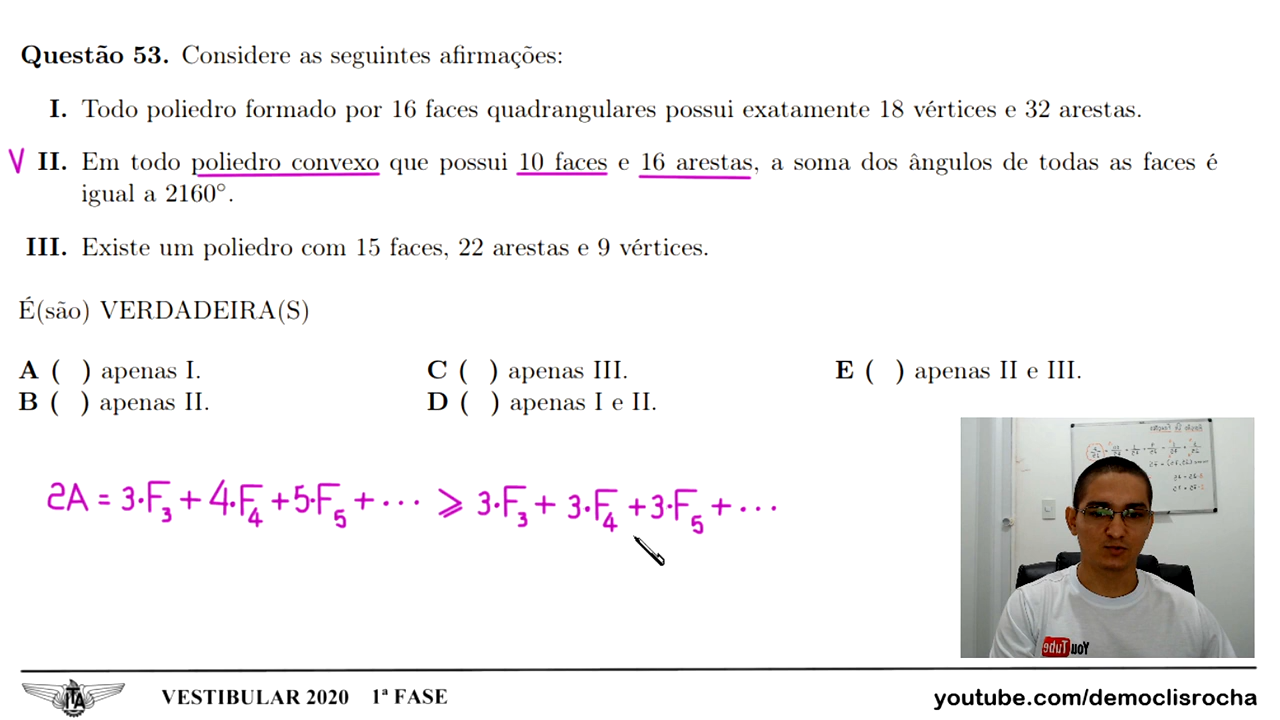 Questão 53. Considere as seguintes afirmações:
I. Todo poliedro formado por 16 faces quadrangulares possui exatamente 18 vértices e 32 arestas.
V II. Em todo poliedro convexo que possui 10 faces e 16 arestas, a soma dos ângulos de todas as faces é
igual a 2160°.
III. Existe um poliedro com 15 faces, 22 arestas e 9 vértices.
É(são) VERDADEIRA(S)
A ( ) apenas I.
C ( ) apenas III.
E ( ) apenas II e III.
B ( ) apenas II.
D ( ) apenas I e II.
2A = 3·F₃ + 4·F₄ + 5·F₅ + ··· ⩾ 3·F₃ + 3·F₄ + 3·F₅ + ···
YouTube
ITA
VESTIBULAR 2020 1ª FASE
youtube.com/democlisrocha